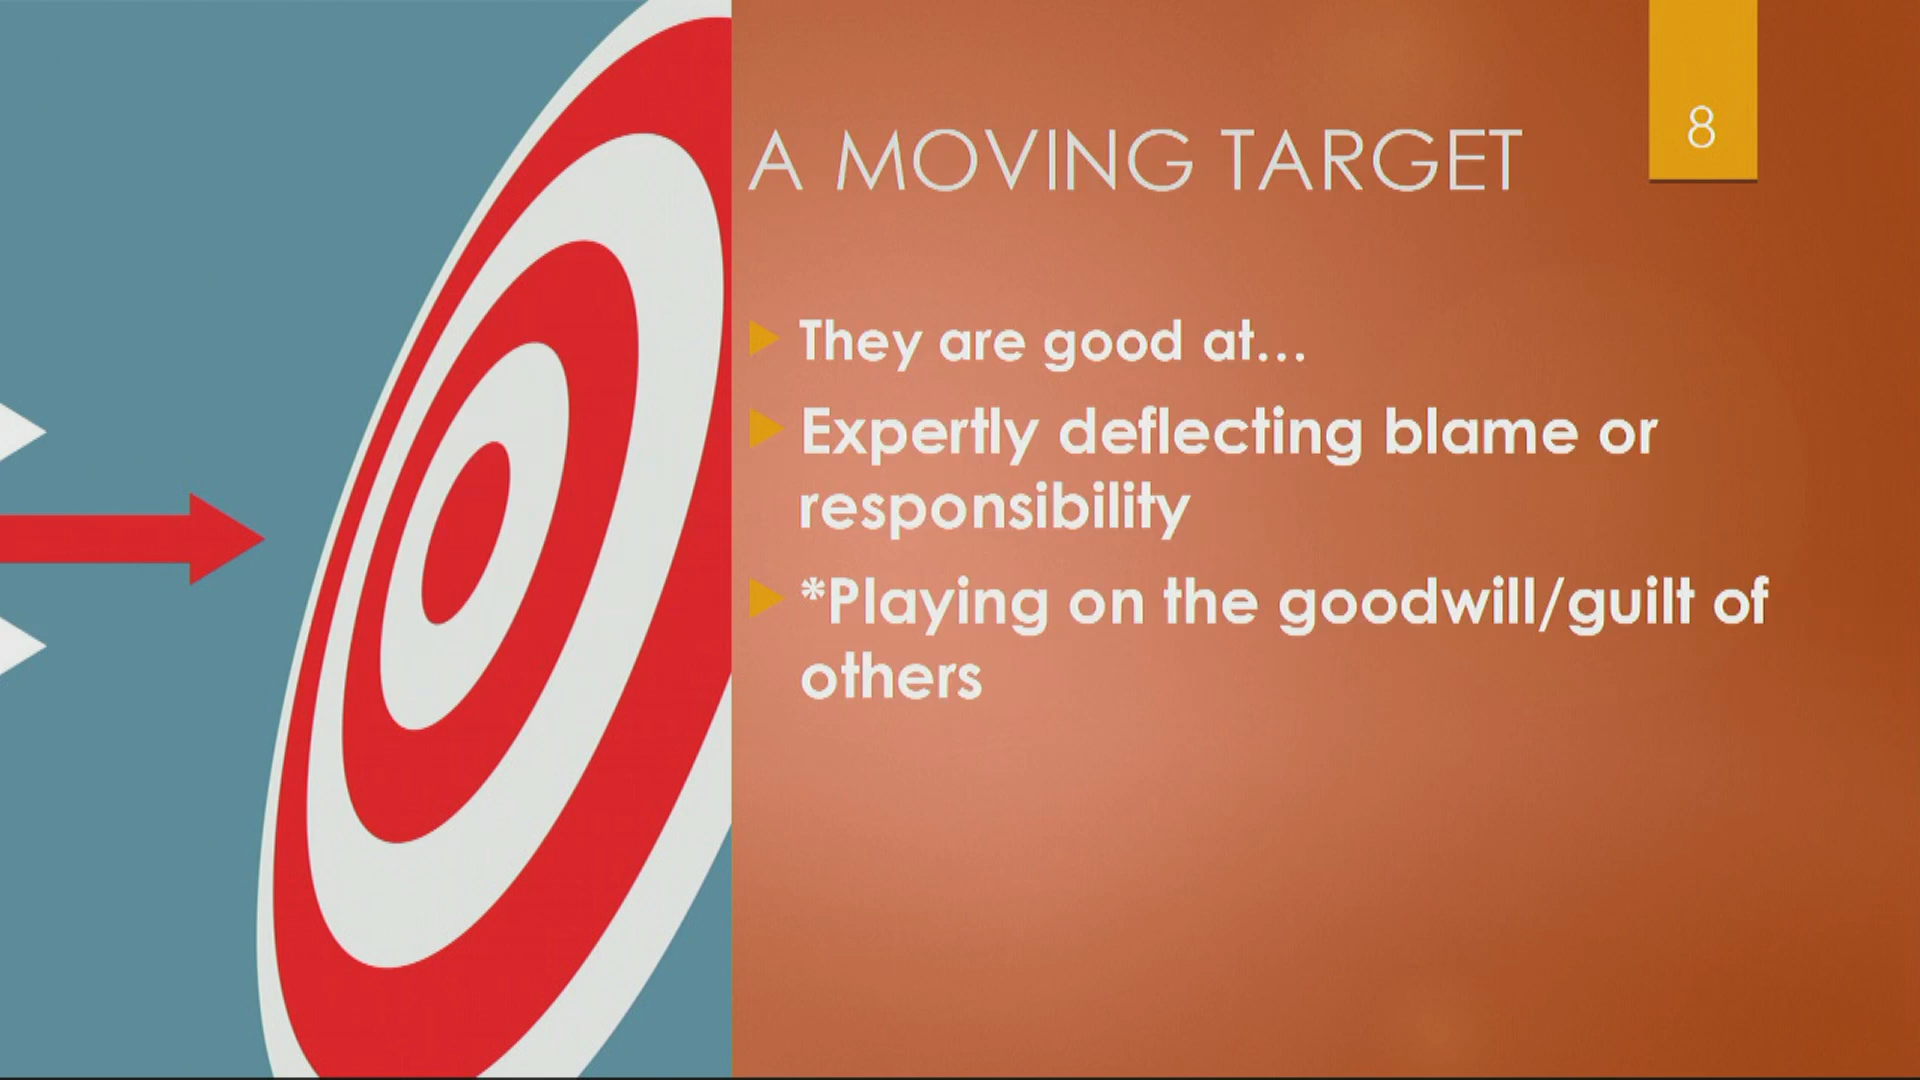 8
A MOVING TARGET
They are good at…
Expertly deflecting blame or
responsibility
*Playing on the goodwill/guilt of
others